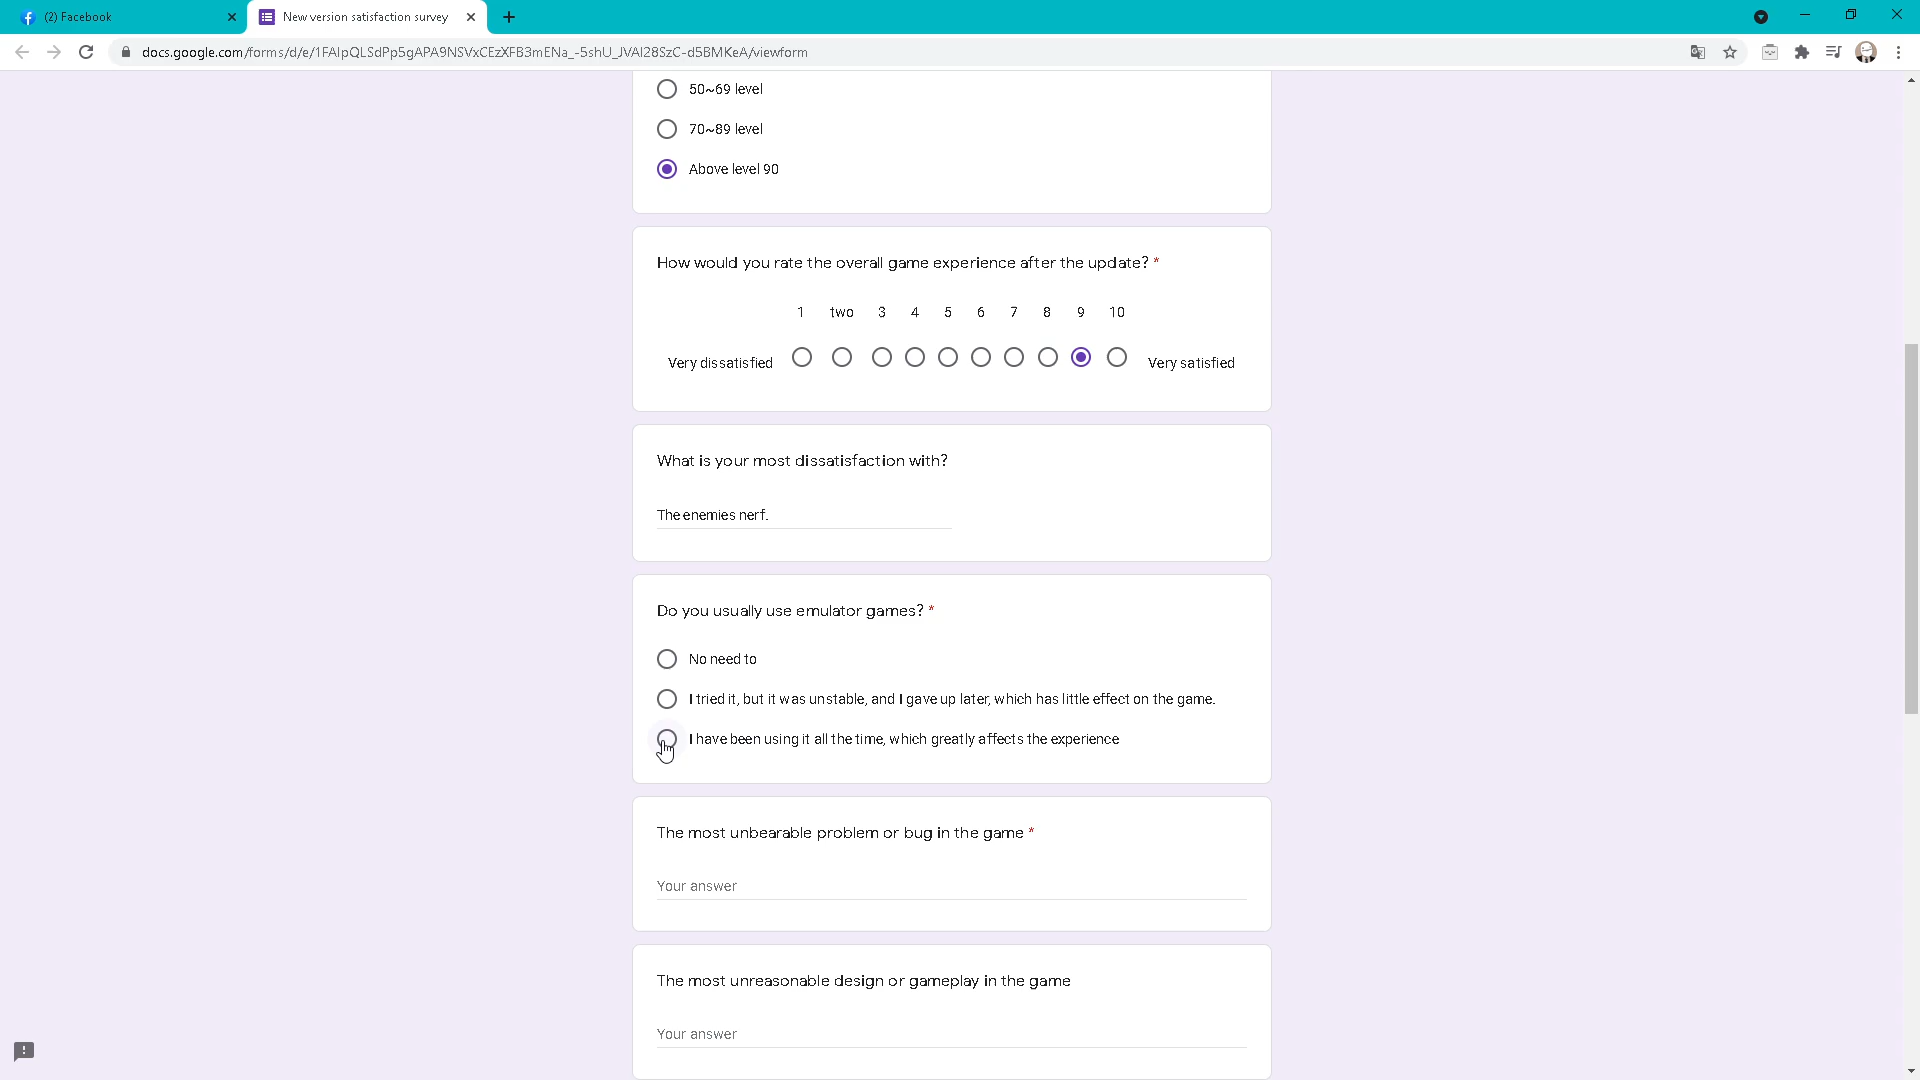 (2) Facebook
New version satisfaction survey
docs.google.com/forms/d/e/1FAIpQLSdPp5gAPA9NSVxCEzXFB3mENa_-5shU_JVAI28SzC-d5BMKeA/viewform
50~69 level
70~89 level
Above level 90
How would you rate the overall game experience after the update? *
1 two 3 4 5 6 7 8 9 10
Very dissatisfied Very satisfied
What is your most dissatisfaction with?
The enemies nerf.
Do you usually use emulator games? *
No need to
I tried it, but it was unstable, and I gave up later, which has little effect on the game.
I have been using it all the time, which greatly affects the experience
The most unbearable problem or bug in the game *
Your answer
The most unreasonable design or gameplay in the game
Your answer